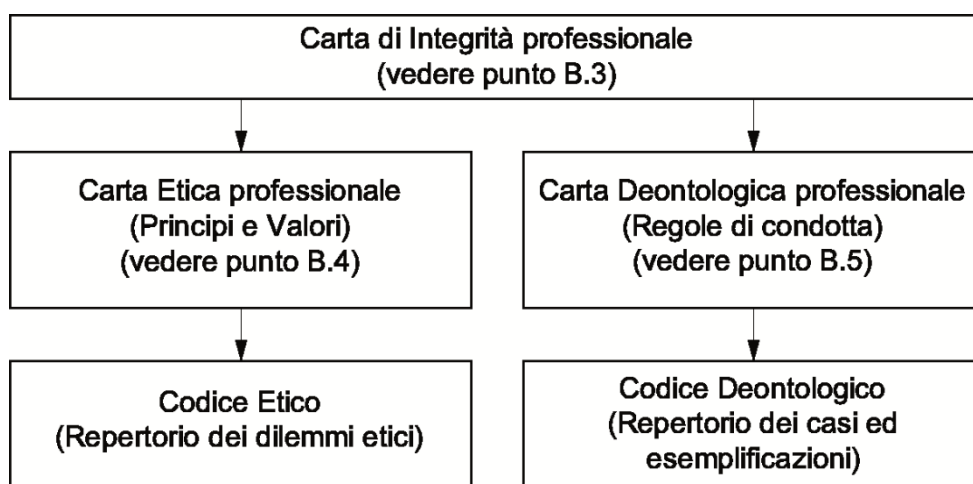 Carta di Integrità professionale
(vedere punto B.3)
Carta Etica professionale
(Principi e Valori)
(vedere punto B.4)
Carta Deontologica professionale
(Regole di condotta)
(vedere punto B.5)
Codice Etico
(Repertorio dei dilemmi etici)
Codice Deontologico
(Repertorio dei casi ed
esemplificazioni)